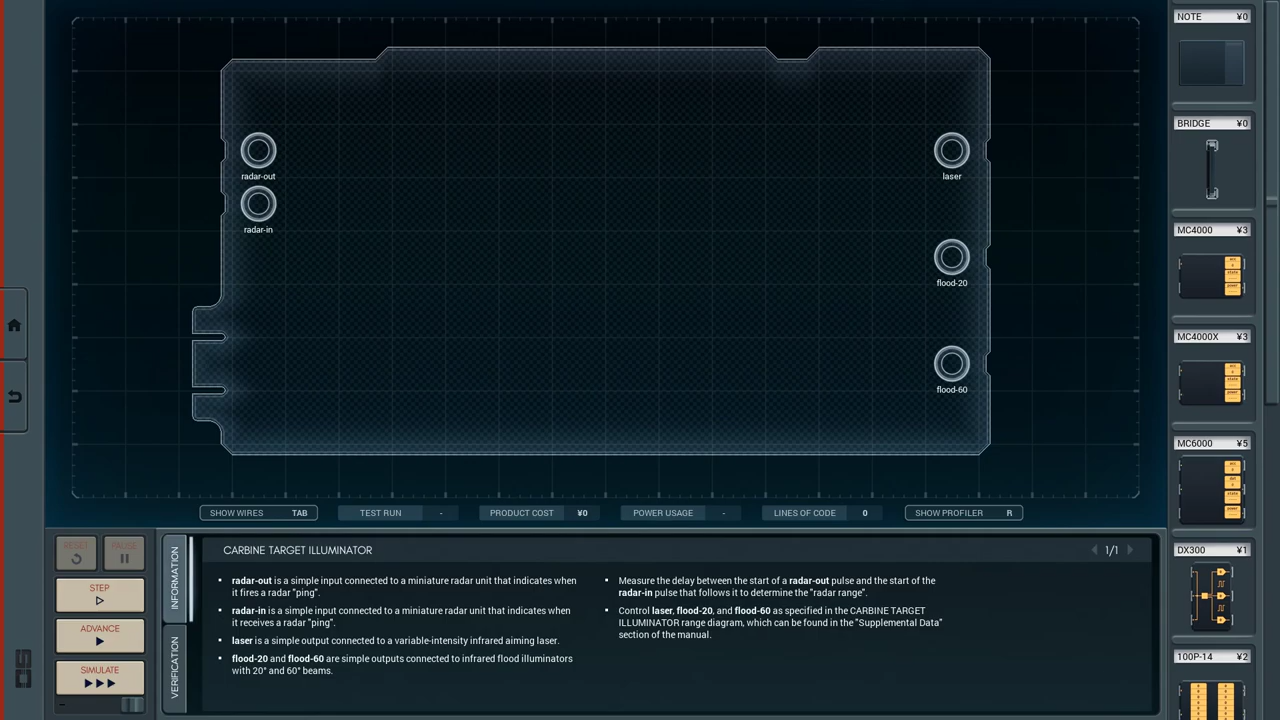 NOTE ¥0
BRIDGE ¥0
MC4000 ¥3
MC4000X ¥3
MC6000 ¥5
DX300 ¥1
100P-14 ¥2
radar-out
radar-in
laser
flood-20
flood-60
SHOW WIRES TAB
TEST RUN -
PRODUCT COST ¥0
POWER USAGE -
LINES OF CODE 0
SHOW PROFILER R
RESET
PAUSE
STEP
ADVANCE
SIMULATE
INFORMATION
VERIFICATION
CARBINE TARGET ILLUMINATOR
1/1
radar-out is a simple input connected to a miniature radar unit that indicates when
it fires a radar "ping".
radar-in is a simple input connected to a miniature radar unit that indicates when
it receives a radar "ping".
laser is a simple output connected to a variable-intensity infrared aiming laser.
flood-20 and flood-60 are simple outputs connected to infrared flood illuminators
with 20° and 60° beams.
Measure the delay between the start of a radar-out pulse and the start of the
radar-in pulse that follows it to determine the "radar range".
Control laser, flood-20, and flood-60 as specified in the CARBINE TARGET
ILLUMINATOR range diagram, which can be found in the "Supplemental Data"
section of the manual.